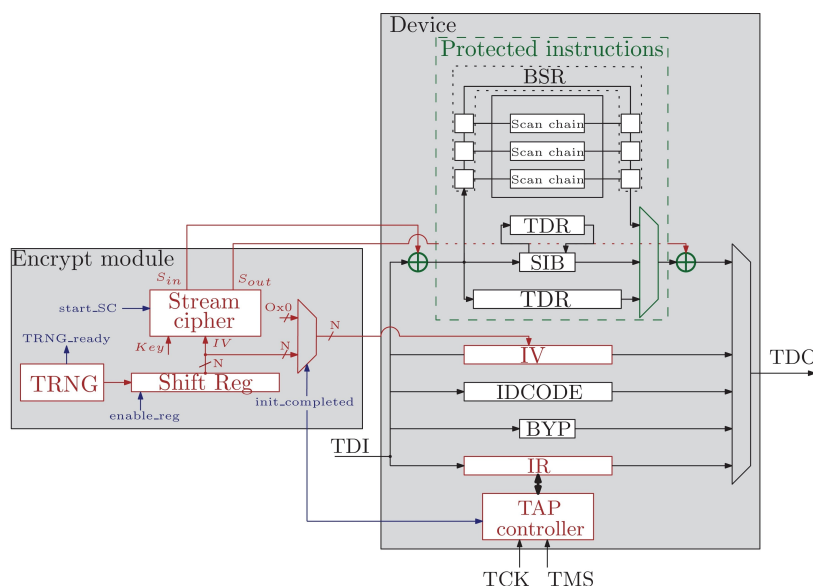 Device
Protected instructions
BSR
Scan chain
Scan chain
Scan chain
TDR
SIB
TDR
Encrypt module
S_in
S_out
start_SC
Stream
cipher
0x0
TRNG_ready
Key
IV
N
N
N
TRNG
Shift Reg
enable_reg
init_completed
IV
IDCODE
BYP
TDI
IR
TDO
TAP
controller
TCK
TMS